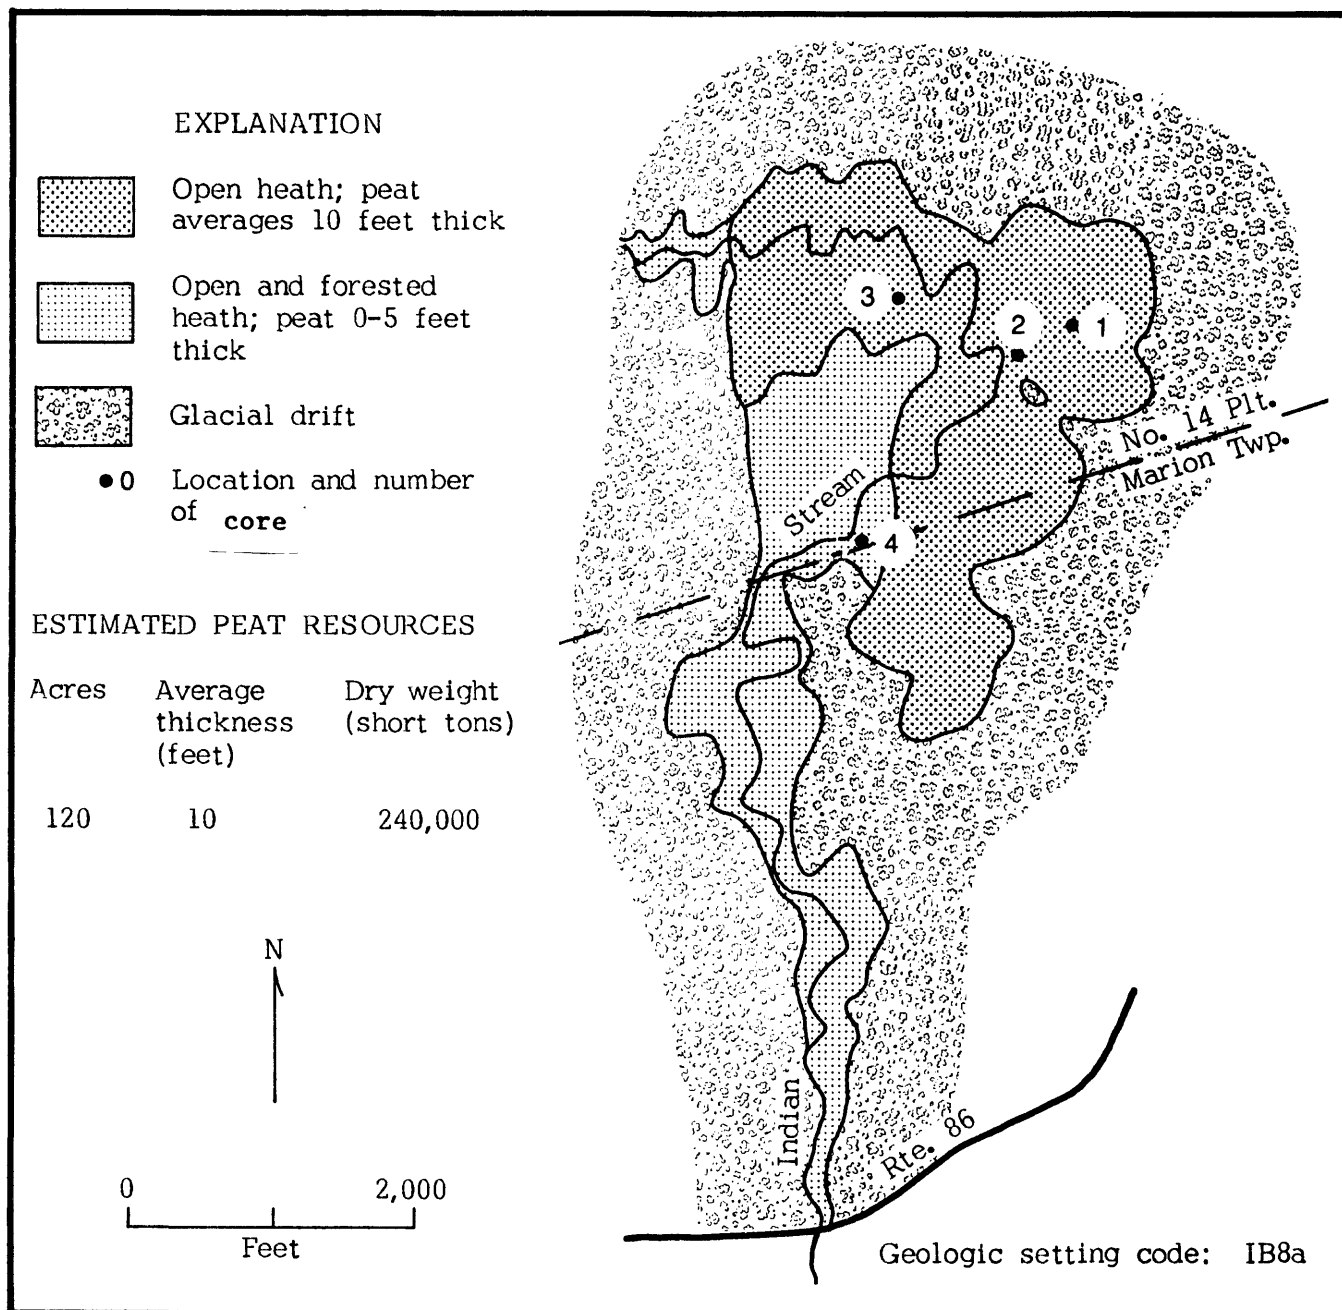 EXPLANATION
Open heath; peat
averages 10 feet thick
Open and forested
heath; peat 0-5 feet
thick
Glacial drift
0 Location and number
of core
ESTIMATED PEAT RESOURCES
Acres Average Dry weight
thickness (short tons)
(feet)
120 10 240,000
N
0 2,000
Feet
3
2
1
4
No. 14 Plt.
Marion Twp.
Stream
Indian
Rte. 86
Geologic setting code: IB8a